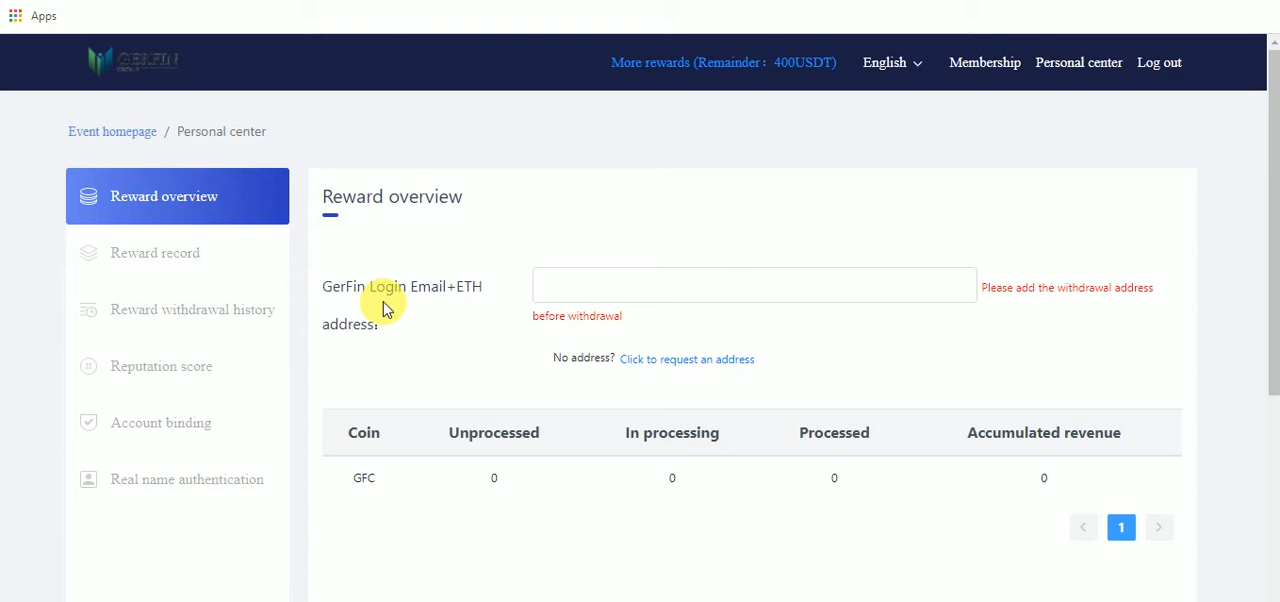 Apps
GERFIN
GROUP
More rewards (Remainder： 400USDT)
English
Membership
Personal center
Log out
Event homepage / Personal center
Reward overview
Reward record
Reward withdrawal history
Reputation score
Account binding
Real name authentication
Reward overview
GerFin Login Email+ETH
address:
Please add the withdrawal address
before withdrawal
No address? Click to request an address
Coin Unprocessed In processing Processed Accumulated revenue
GFC 0 0 0 0
< 1 >